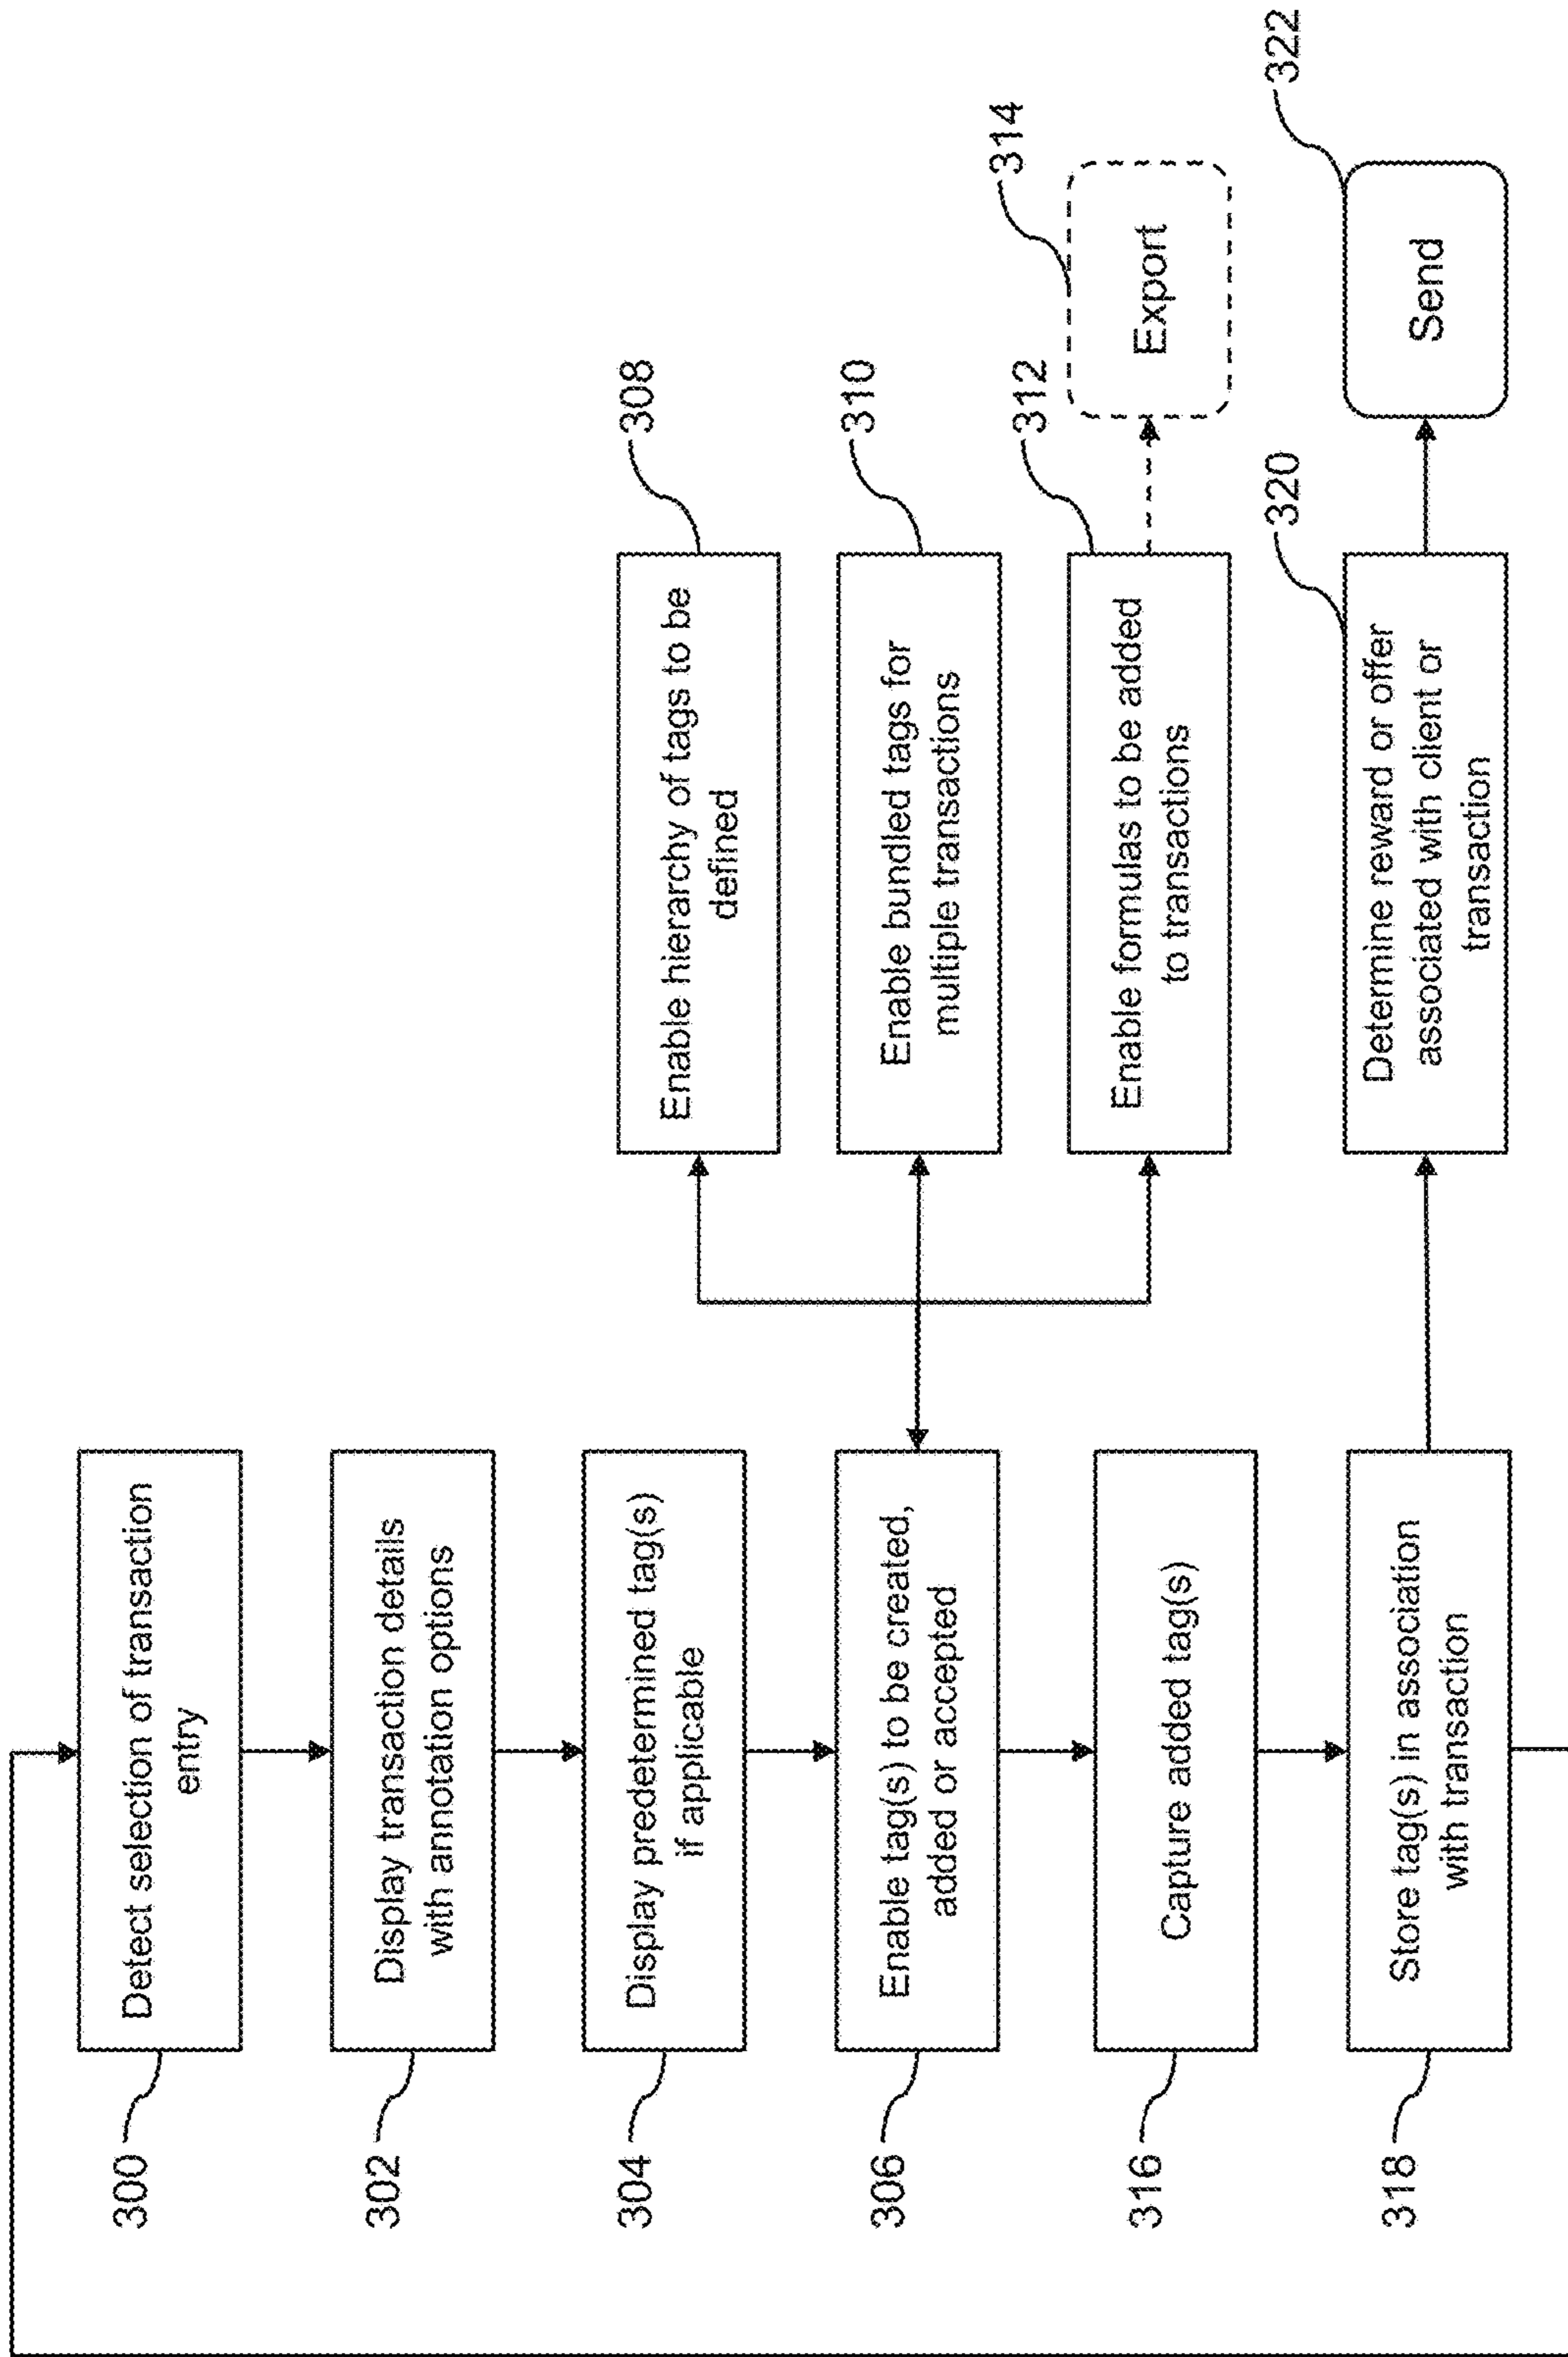 300
Detect selection of transaction
entry
302
Display transaction details
with annotation options
304
Display predetermined tag(s)
if applicable
306
Enable tag(s) to be created,
added or accepted
308
Enable hierarchy of tags to be
defined
310
Enable bundled tags for
multiple transactions
312
Enable formulas to be added
to transactions
314
Export
316
Capture added tag(s)
318
Store tag(s) in association
with transaction
320
Determine reward or offer
associated with client or
transaction
322
Send